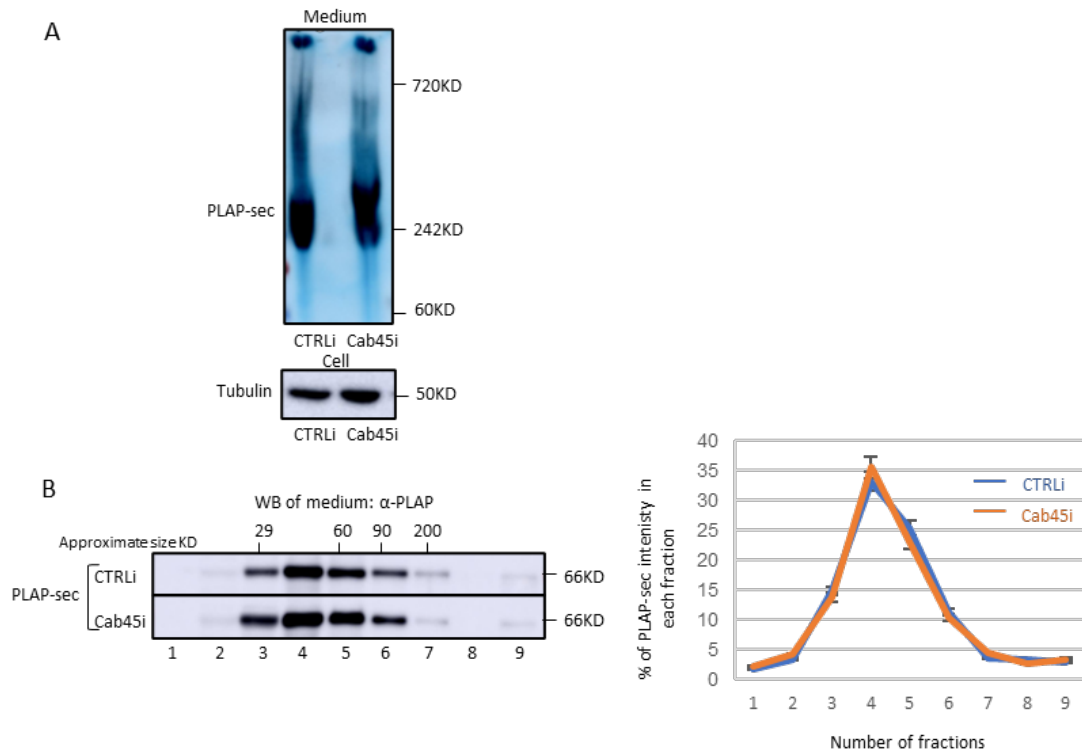 A
Medium
720KD
PLAP-sec
242KD
60KD
CTRLi Cab45i
Cell
Tubulin
50KD
CTRLi Cab45i
B
WB of medium: α-PLAP
Approximate size KD
29 60 90 200
PLAP-sec
CTRLi
66KD
Cab45i
66KD
1 2 3 4 5 6 7 8 9
% of PLAP-sec intenisty in
each fraction
40
35
30
25
20
15
10
5
0
CTRLi
Cab45i
1 2 3 4 5 6 7 8 9
Number of fractions